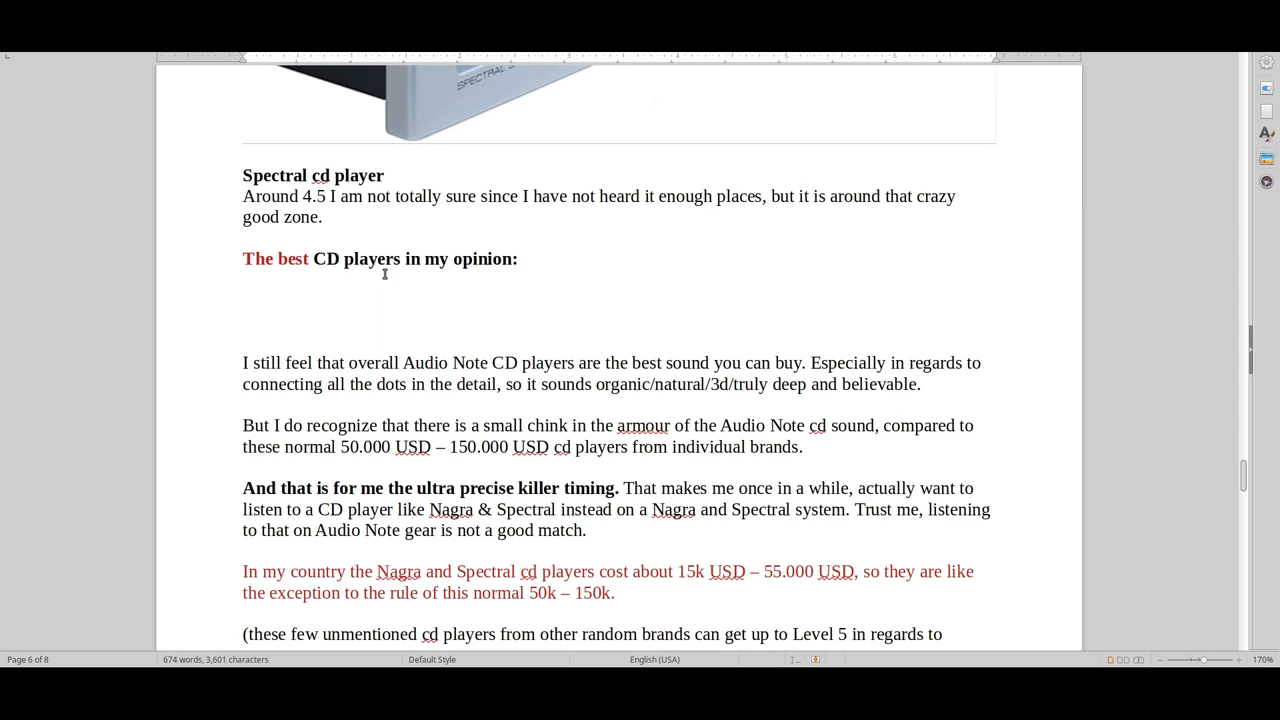 SPECTRAL
Spectral cd player
Around 4.5 I am not totally sure since I have not heard it enough places, but it is around that crazy
good zone.
The best CD players in my opinion:
I still feel that overall Audio Note CD players are the best sound you can buy. Especially in regards to
connecting all the dots in the detail, so it sounds organic/natural/3d/truly deep and believable.
But I do recognize that there is a small chink in the armour of the Audio Note cd sound, compared to
these normal 50.000 USD – 150.000 USD cd players from individual brands.
And that is for me the ultra precise killer timing. That makes me once in a while, actually want to
listen to a CD player like Nagra & Spectral instead on a Nagra and Spectral system. Trust me, listening
to that on Audio Note gear is not a good match.
In my country the Nagra and Spectral cd players cost about 15k USD – 55.000 USD, so they are like
the exception to the rule of this normal 50k – 150k.
(these few unmentioned cd players from other random brands can get up to Level 5 in regards to
Page 6 of 8
674 words, 3,601 characters
Default Style
English (USA)
170%